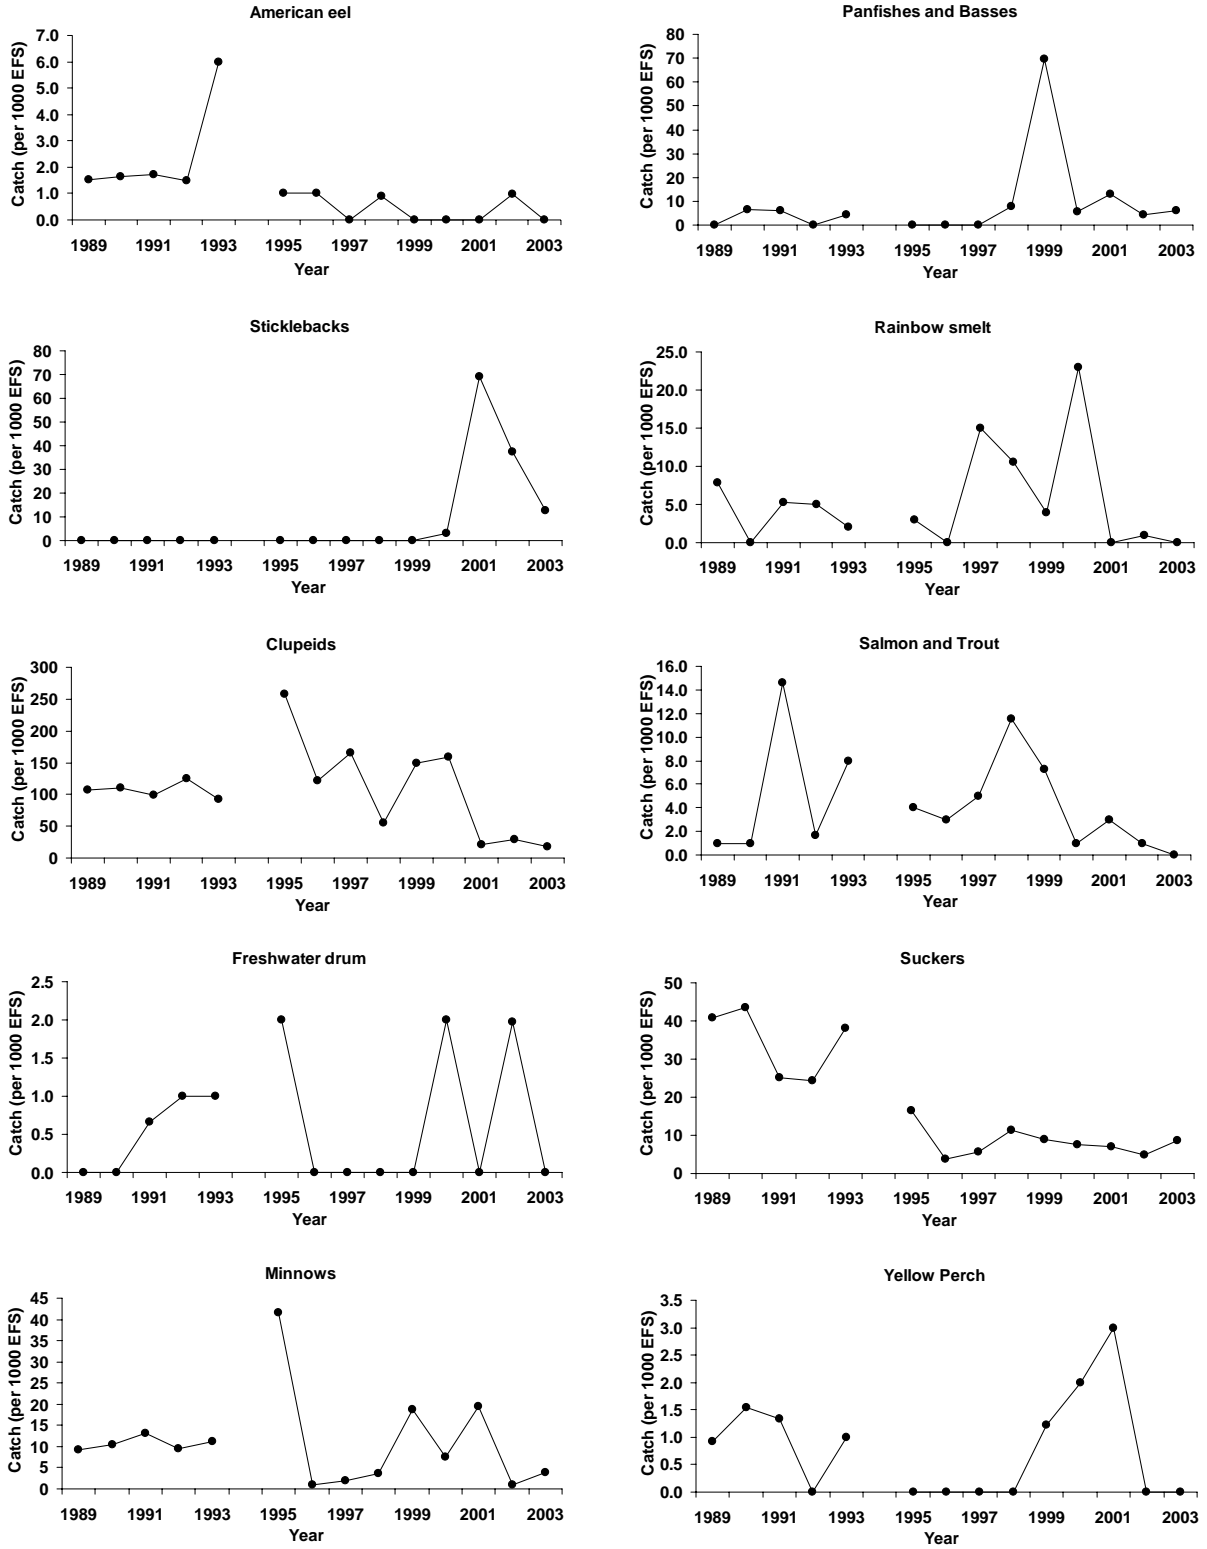 American eel
Catch (per 1000 EFS)
7.0
6.0
5.0
4.0
3.0
2.0
1.0
0.0
1989 1991 1993 1995 1997 1999 2001 2003
Year
Panfishes and Basses
Catch (per 1000 EFS)
80
70
60
50
40
30
20
10
0
1989 1991 1993 1995 1997 1999 2001 2003
Year
Sticklebacks
Catch (per 1000 EFS)
80
70
60
50
40
30
20
10
0
1989 1991 1993 1995 1997 1999 2001 2003
Year
Rainbow smelt
Catch (per 1000 EFS)
25.0
20.0
15.0
10.0
5.0
0.0
1989 1991 1993 1995 1997 1999 2001 2003
Year
Clupeids
Catch (per 1000 EFS)
300
250
200
150
100
50
0
1989 1991 1993 1995 1997 1999 2001 2003
Year
Salmon and Trout
Catch (per 1000 EFS)
16.0
14.0
12.0
10.0
8.0
6.0
4.0
2.0
0.0
1989 1991 1993 1995 1997 1999 2001 2003
Year
Freshwater drum
Catch (per 1000 EFS)
2.5
2.0
1.5
1.0
0.5
0.0
1989 1991 1993 1995 1997 1999 2001 2003
Year
Suckers
Catch (per 1000 EFS)
50
40
30
20
10
0
1989 1991 1993 1995 1997 1999 2001 2003
Year
Minnows
Catch (per 1000 EFS)
45
40
35
30
25
20
15
10
5
0
1989 1991 1993 1995 1997 1999 2001 2003
Year
Yellow Perch
Catch (per 1000 EFS)
3.5
3.0
2.5
2.0
1.5
1.0
0.5
0.0
1989 1991 1993 1995 1997 1999 2001 2003
Year